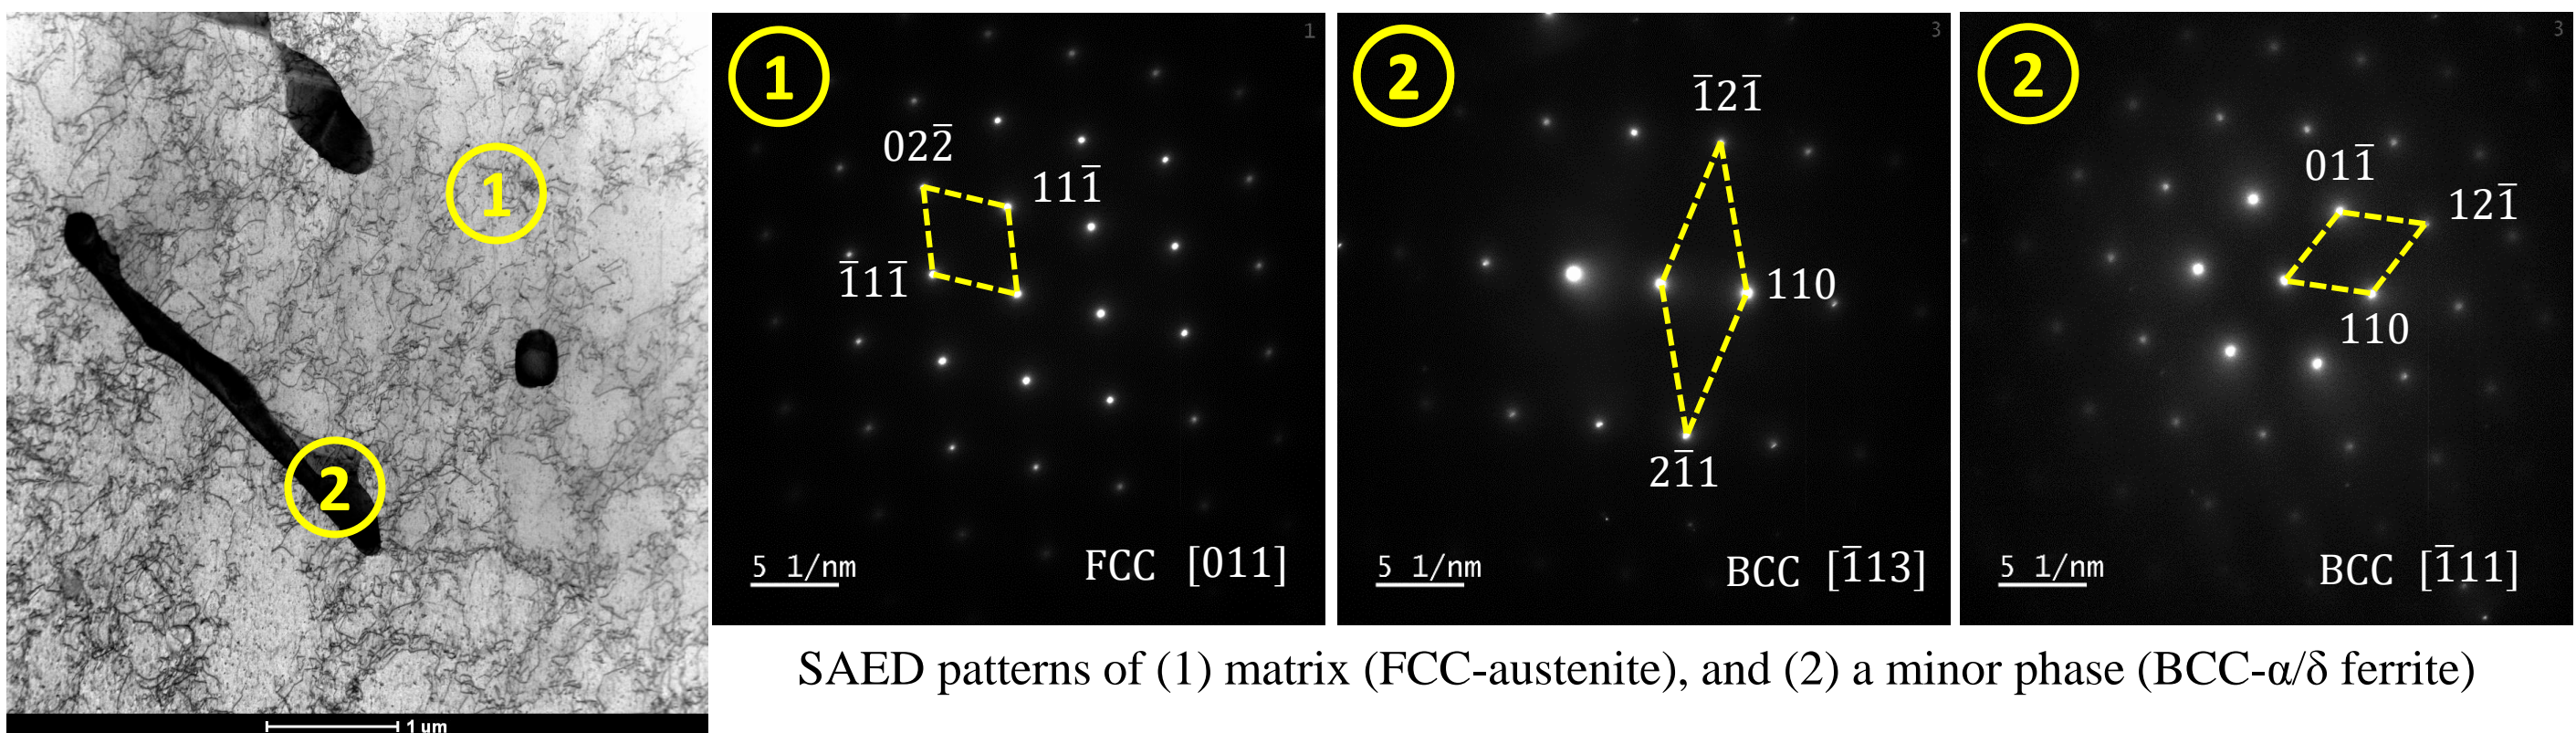 1
2
1 μm
1
1
02̅2
11̅1
1̅11̅
5 1/nm
FCC [011]
2
3
1̅21̅
110
21̅1
5 1/nm
BCC [1̅13]
2
3
011̅
121̅
110
5 1/nm
BCC [1̅11]
SAED patterns of (1) matrix (FCC-austenite), and (2) a minor phase (BCC-α/δ ferrite)